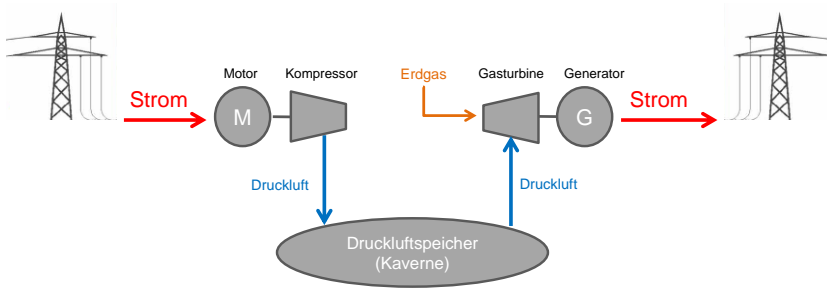 Motor
Kompressor
Erdgas
Gasturbine
Generator
Strom
M
G
Strom
Druckluft
Druckluft
Druckluftspeicher
(Kaverne)